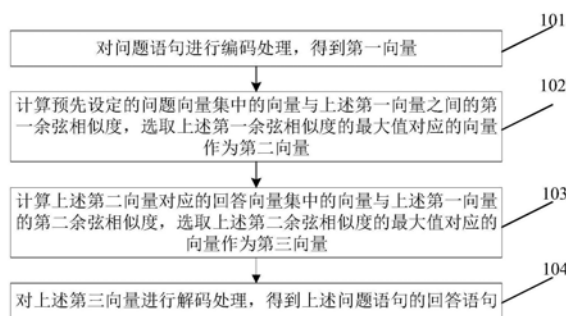 101
对问题语句进行编码处理，得到第一向量
102
计算预先设定的问题向量集中的向量与上述第一向量之间的第
一余弦相似度，选取上述第一余弦相似度的最大值对应的向量
作为第二向量
103
计算上述第二向量对应的回答向量集中的向量与上述第一向量
的第二余弦相似度，选取上述第二余弦相似度的最大值对应的
向量作为第三向量
104
对上述第三向量进行解码处理，得到上述问题语句的回答语句